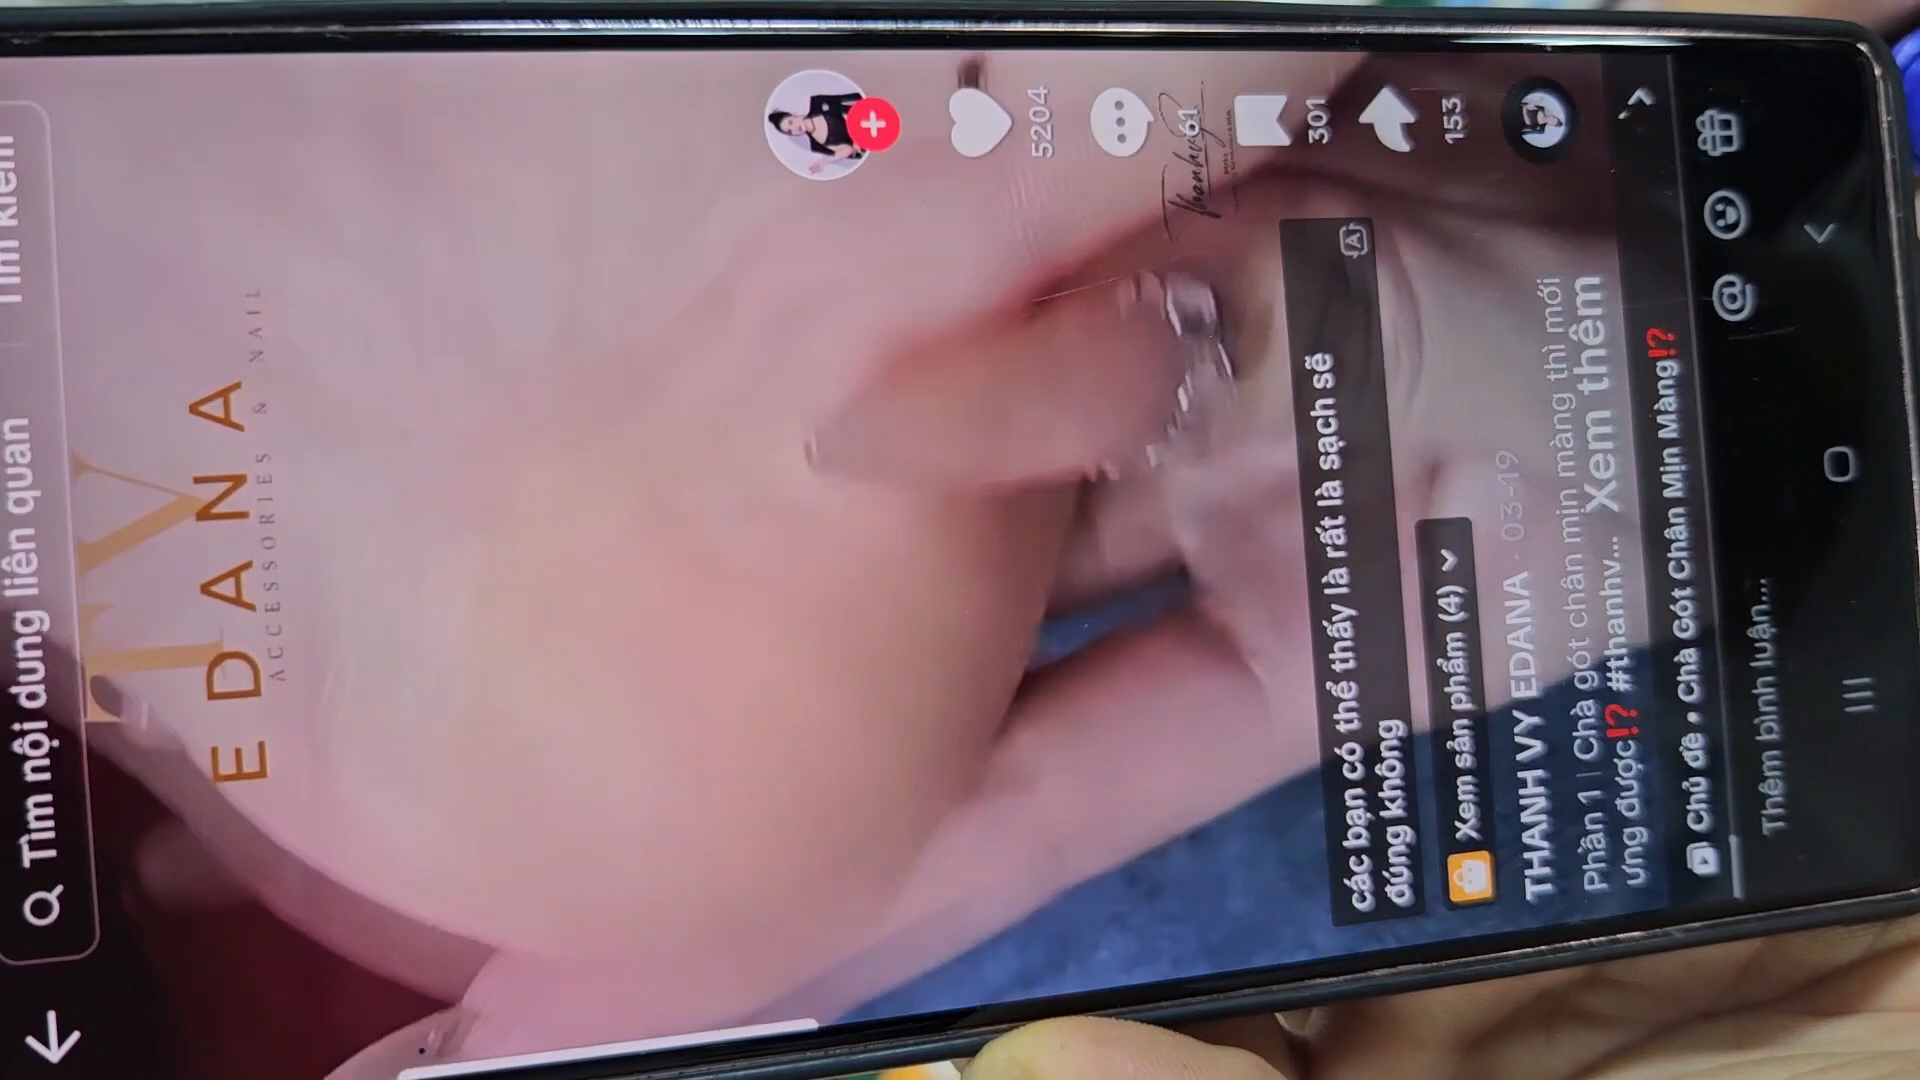 Tìm nội dung liên quan
Tìm kiếm
TV
EDANA
ACCESSORIES & NAIL
5204
61
Thanhvy
301
153
các bạn có thể thấy là rất là sạch sẽ
đúng không
Xem sản phẩm (4)
THANH VY EDANA · 03-19
Phần 1 | Chà gót chân mịn màng thì mới
ưng được⁉️ #thanhv... Xem thêm
Chủ đề • Chà Gót Chân Mịn Màng⁉️
Thêm bình luận...
@